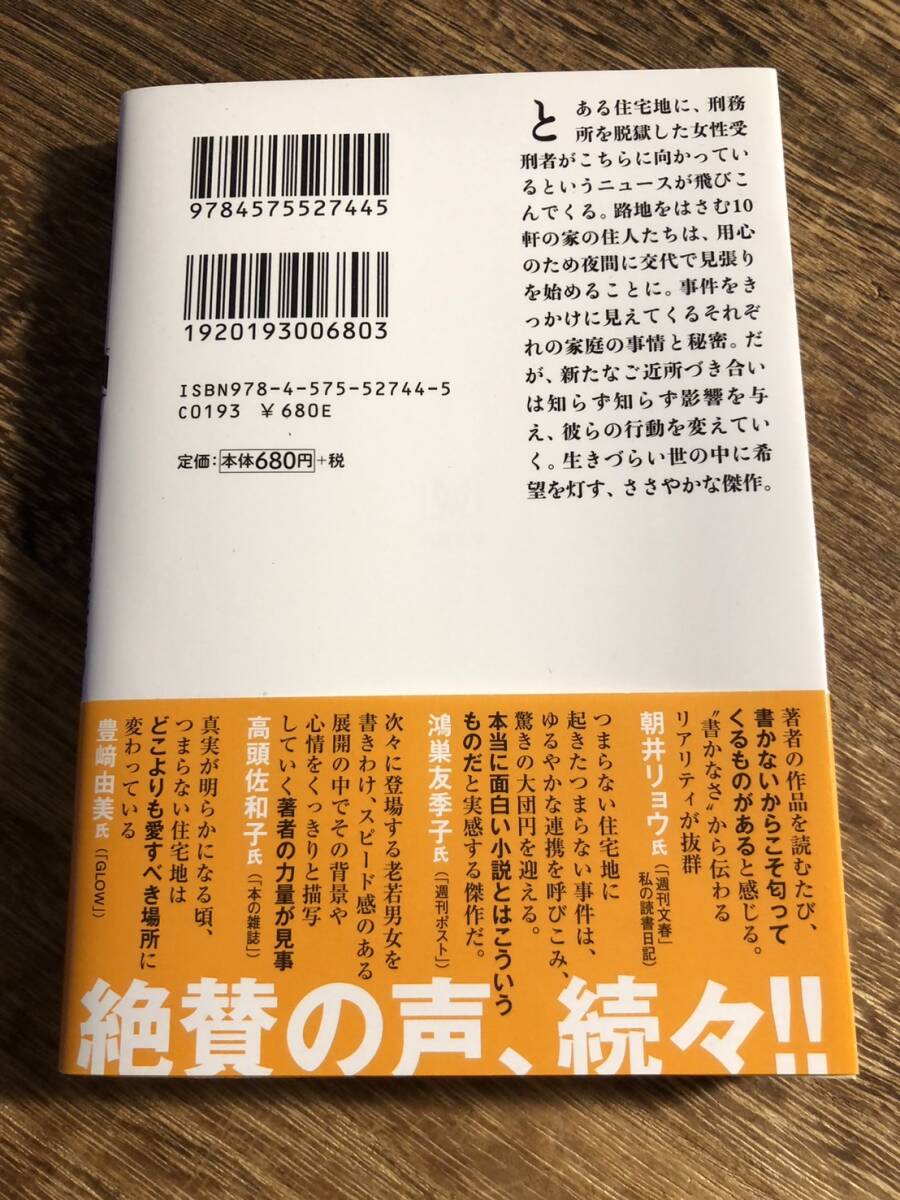 9784575527445
1920193006803
ISBN978-4-575-52744-5
C0193 ¥680E
定価:本体680円+税
とある住宅地に、刑務
所を脱獄した女性受
刑者がこちらに向かってい
るというニュースが飛びこ
んでくる。路地をはさむ10
軒の家の住人たちは、用心
のため夜間に交代で見張り
を始めることに。事件をき
っかけに見えてくるそれぞ
れの家庭の事情と秘密。だ
が、新たなご近所づき合い
は知らず知らず影響を与
え、彼らの行動を変えてい
く。生きづらい世の中に希
望を灯す、ささやかな傑作。
著者の作品を読むたび、
書かないからこそ匂って
くるものがあると感じる。
“書かなさ”から伝わる
リアリティが抜群
朝井リョウ氏(「週刊文春」
私の読書日記)
つまらない住宅地に
起きたつまらない事件は、
ゆるやかな連携を呼びこみ、
驚きの大団円を迎える。
本当に面白い小説とはこういう
ものだと実感する傑作だ。
鴻巣友季子氏(「週刊ポスト」)
次々に登場する老若男女を
書きわけ、スピード感のある
展開の中でその背景や
心情をくっきりと描写
していく著者の力量が見事
高頭佐和子氏(「本の雑誌」)
真実が明らかになる頃、
つまらない住宅地は
どこよりも愛すべき場所に
変わっている
豊﨑由美氏(「GLOW」)
絶賛の声、続々!!